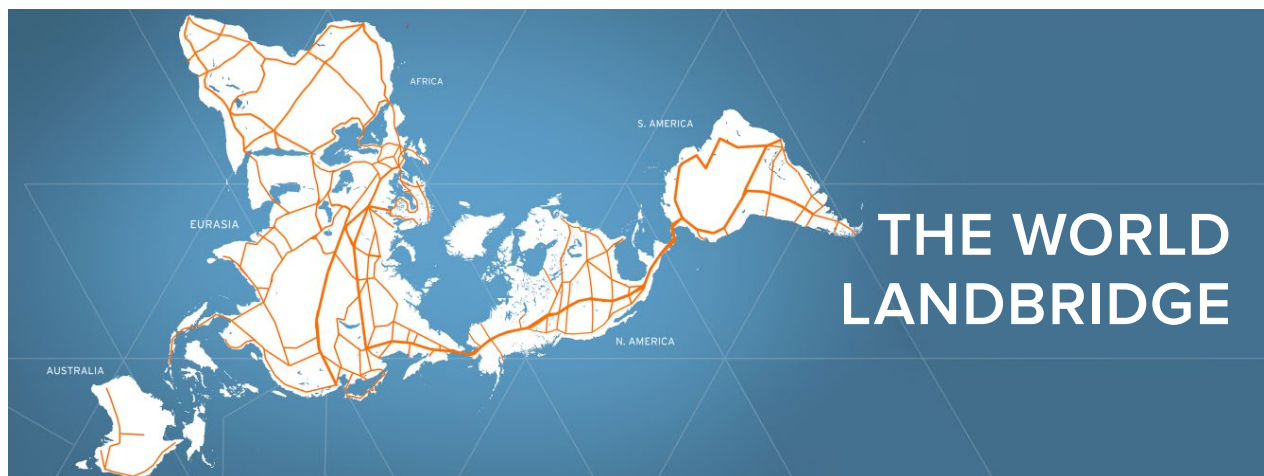 AFRICA
S. AMERICA
EURASIA
THE WORLD
LANDBRIDGE
N. AMERICA
AUSTRALIA